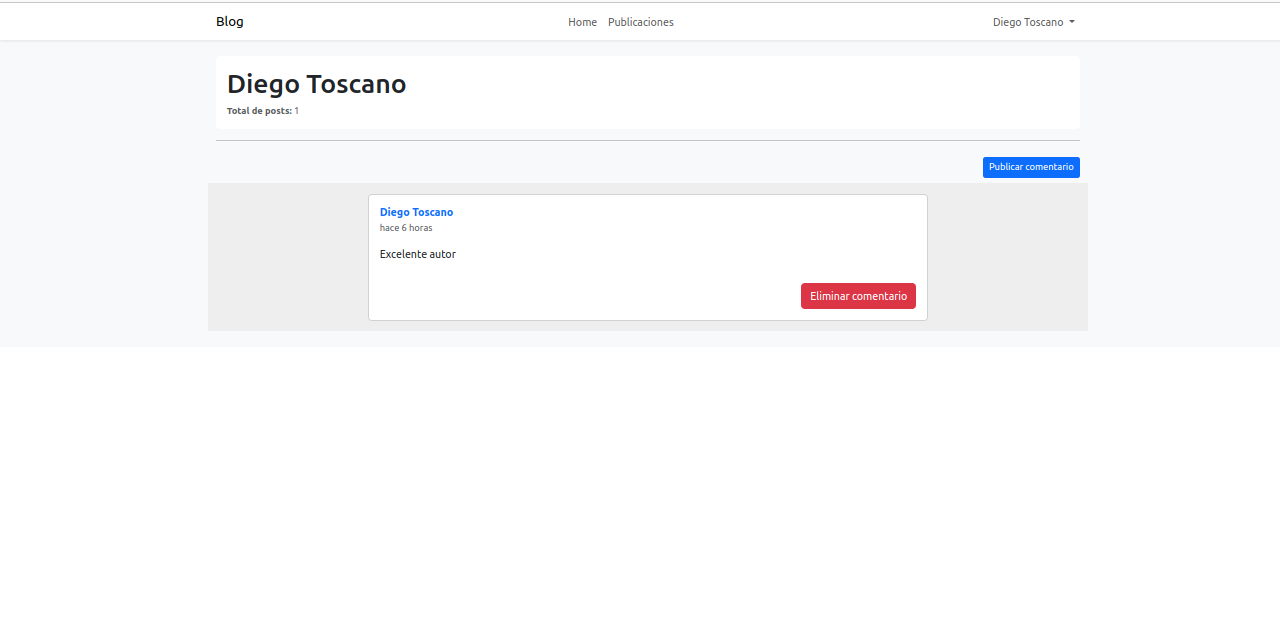 Blog Home Publicaciones Diego Toscano
Diego Toscano
Total de posts: 1
Publicar comentario
Diego Toscano
hace 6 horas
Excelente autor
Eliminar comentario